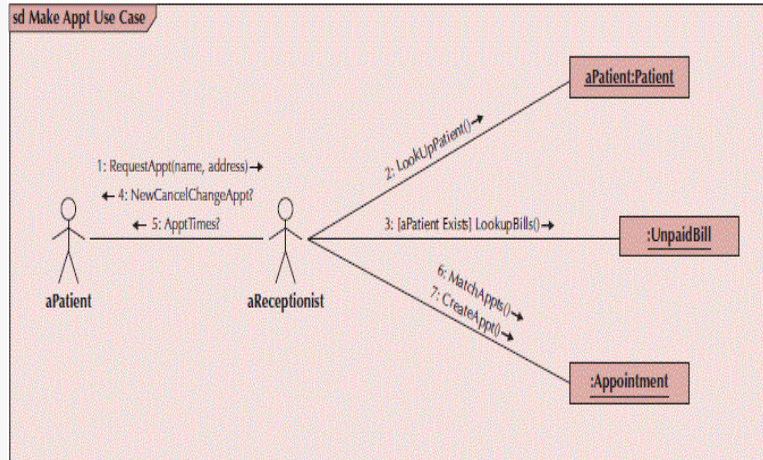 sd Make Appt Use Case
aPatient:Patient
2: LookUpPatient()→
1: RequestAppt(name, address) →
← 4: NewCancelChangeAppt?
← 5: ApptTimes?
3: [aPatient Exists] LookupBills()→
:UnpaidBill
aPatient
aReceptionist
6: MatchAppts()→
7: CreateAppt()→
:Appointment